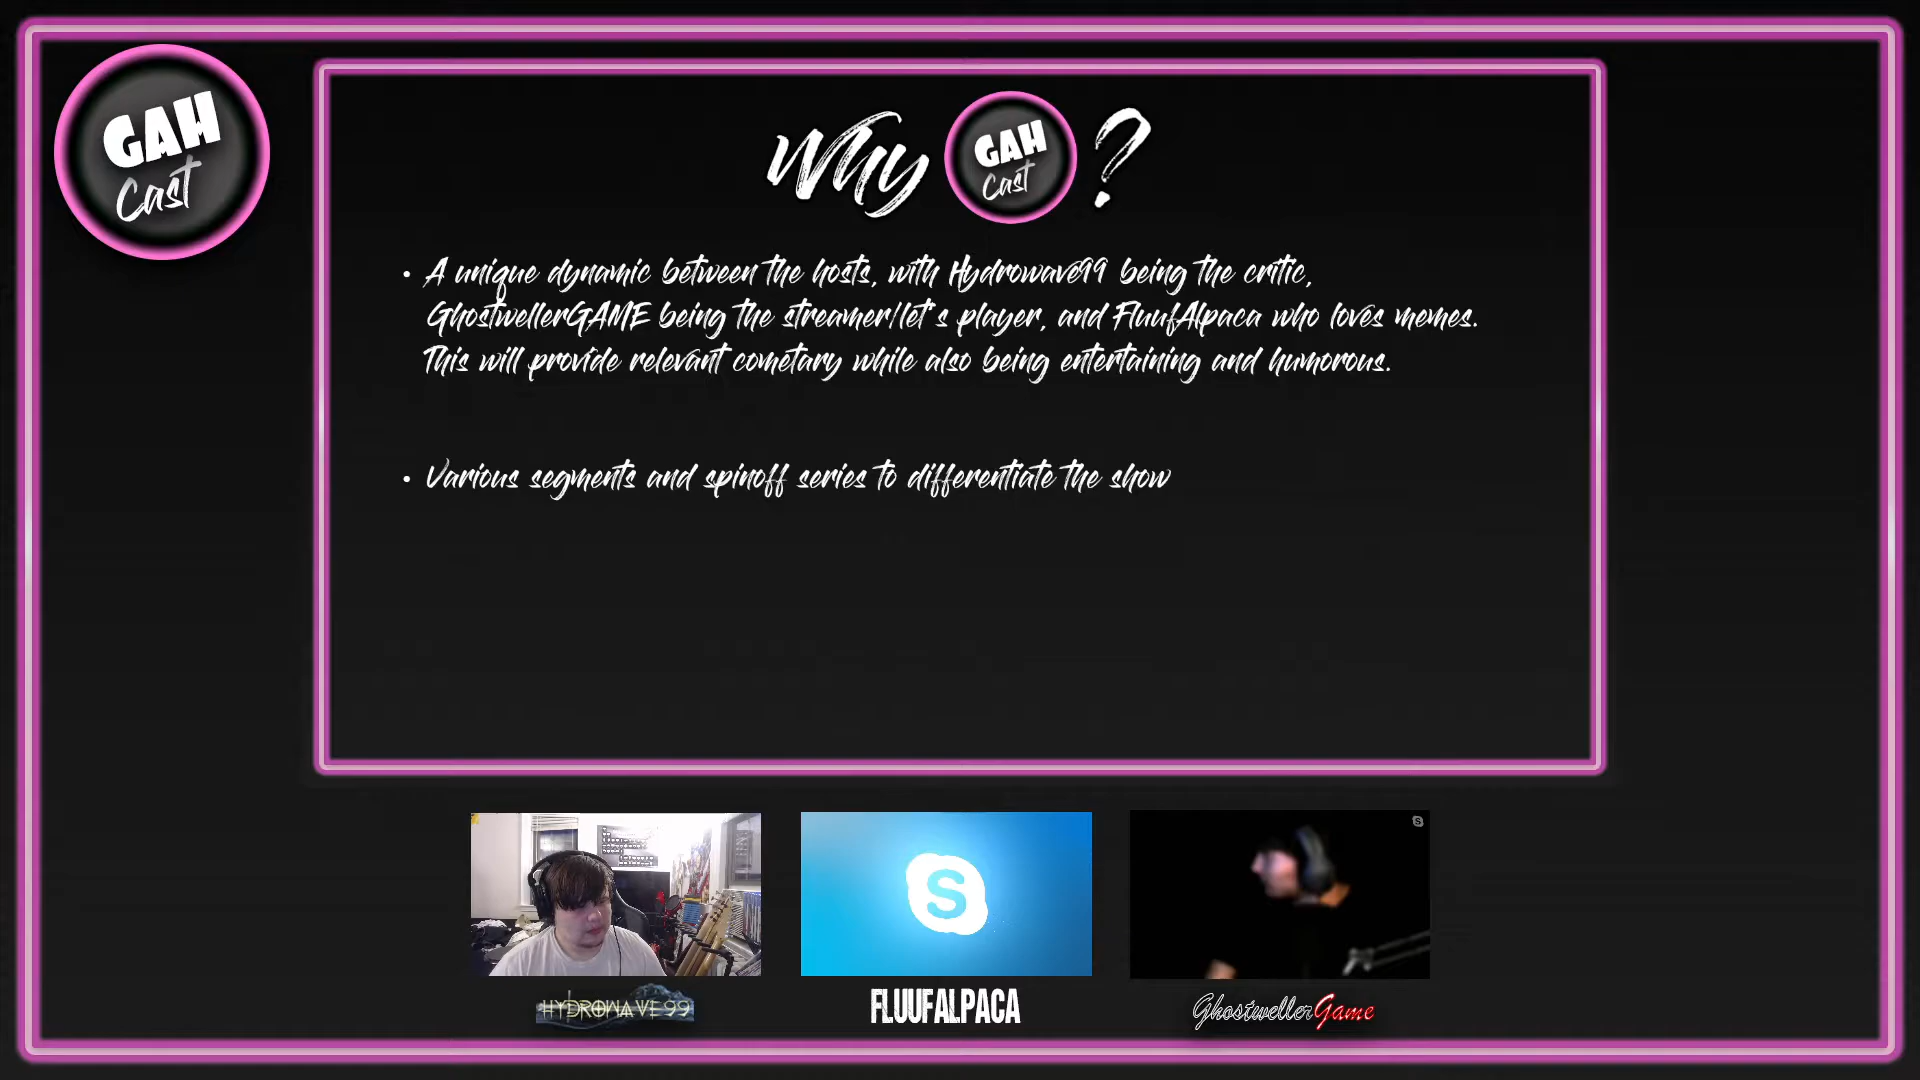 GAH
Cast
Why GAH Cast ?
• A unique dynamic between the hosts, with Hydrowave99 being the critic,
GhostwellerGAME being the streamer/let's player, and FluufAlpaca who loves memes.
This will provide relevant cometary while also being entertaining and humorous.
• Various segments and spinoff series to differentiate the show
S
HYDROWAVE99
FLUUFALPACA
GhostwellerGame